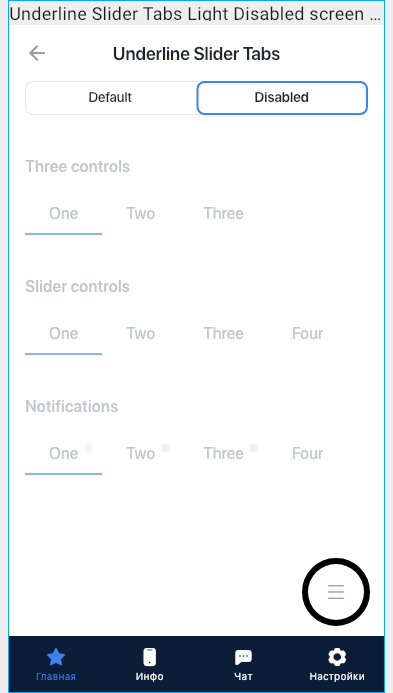 Underline Slider Tabs Light Disabled screen ...
Underline Slider Tabs
Default Disabled
Three controls
One Two Three
Slider controls
One Two Three Four
Notifications
One Two Three Four
Главная Инфо Чат Настройки